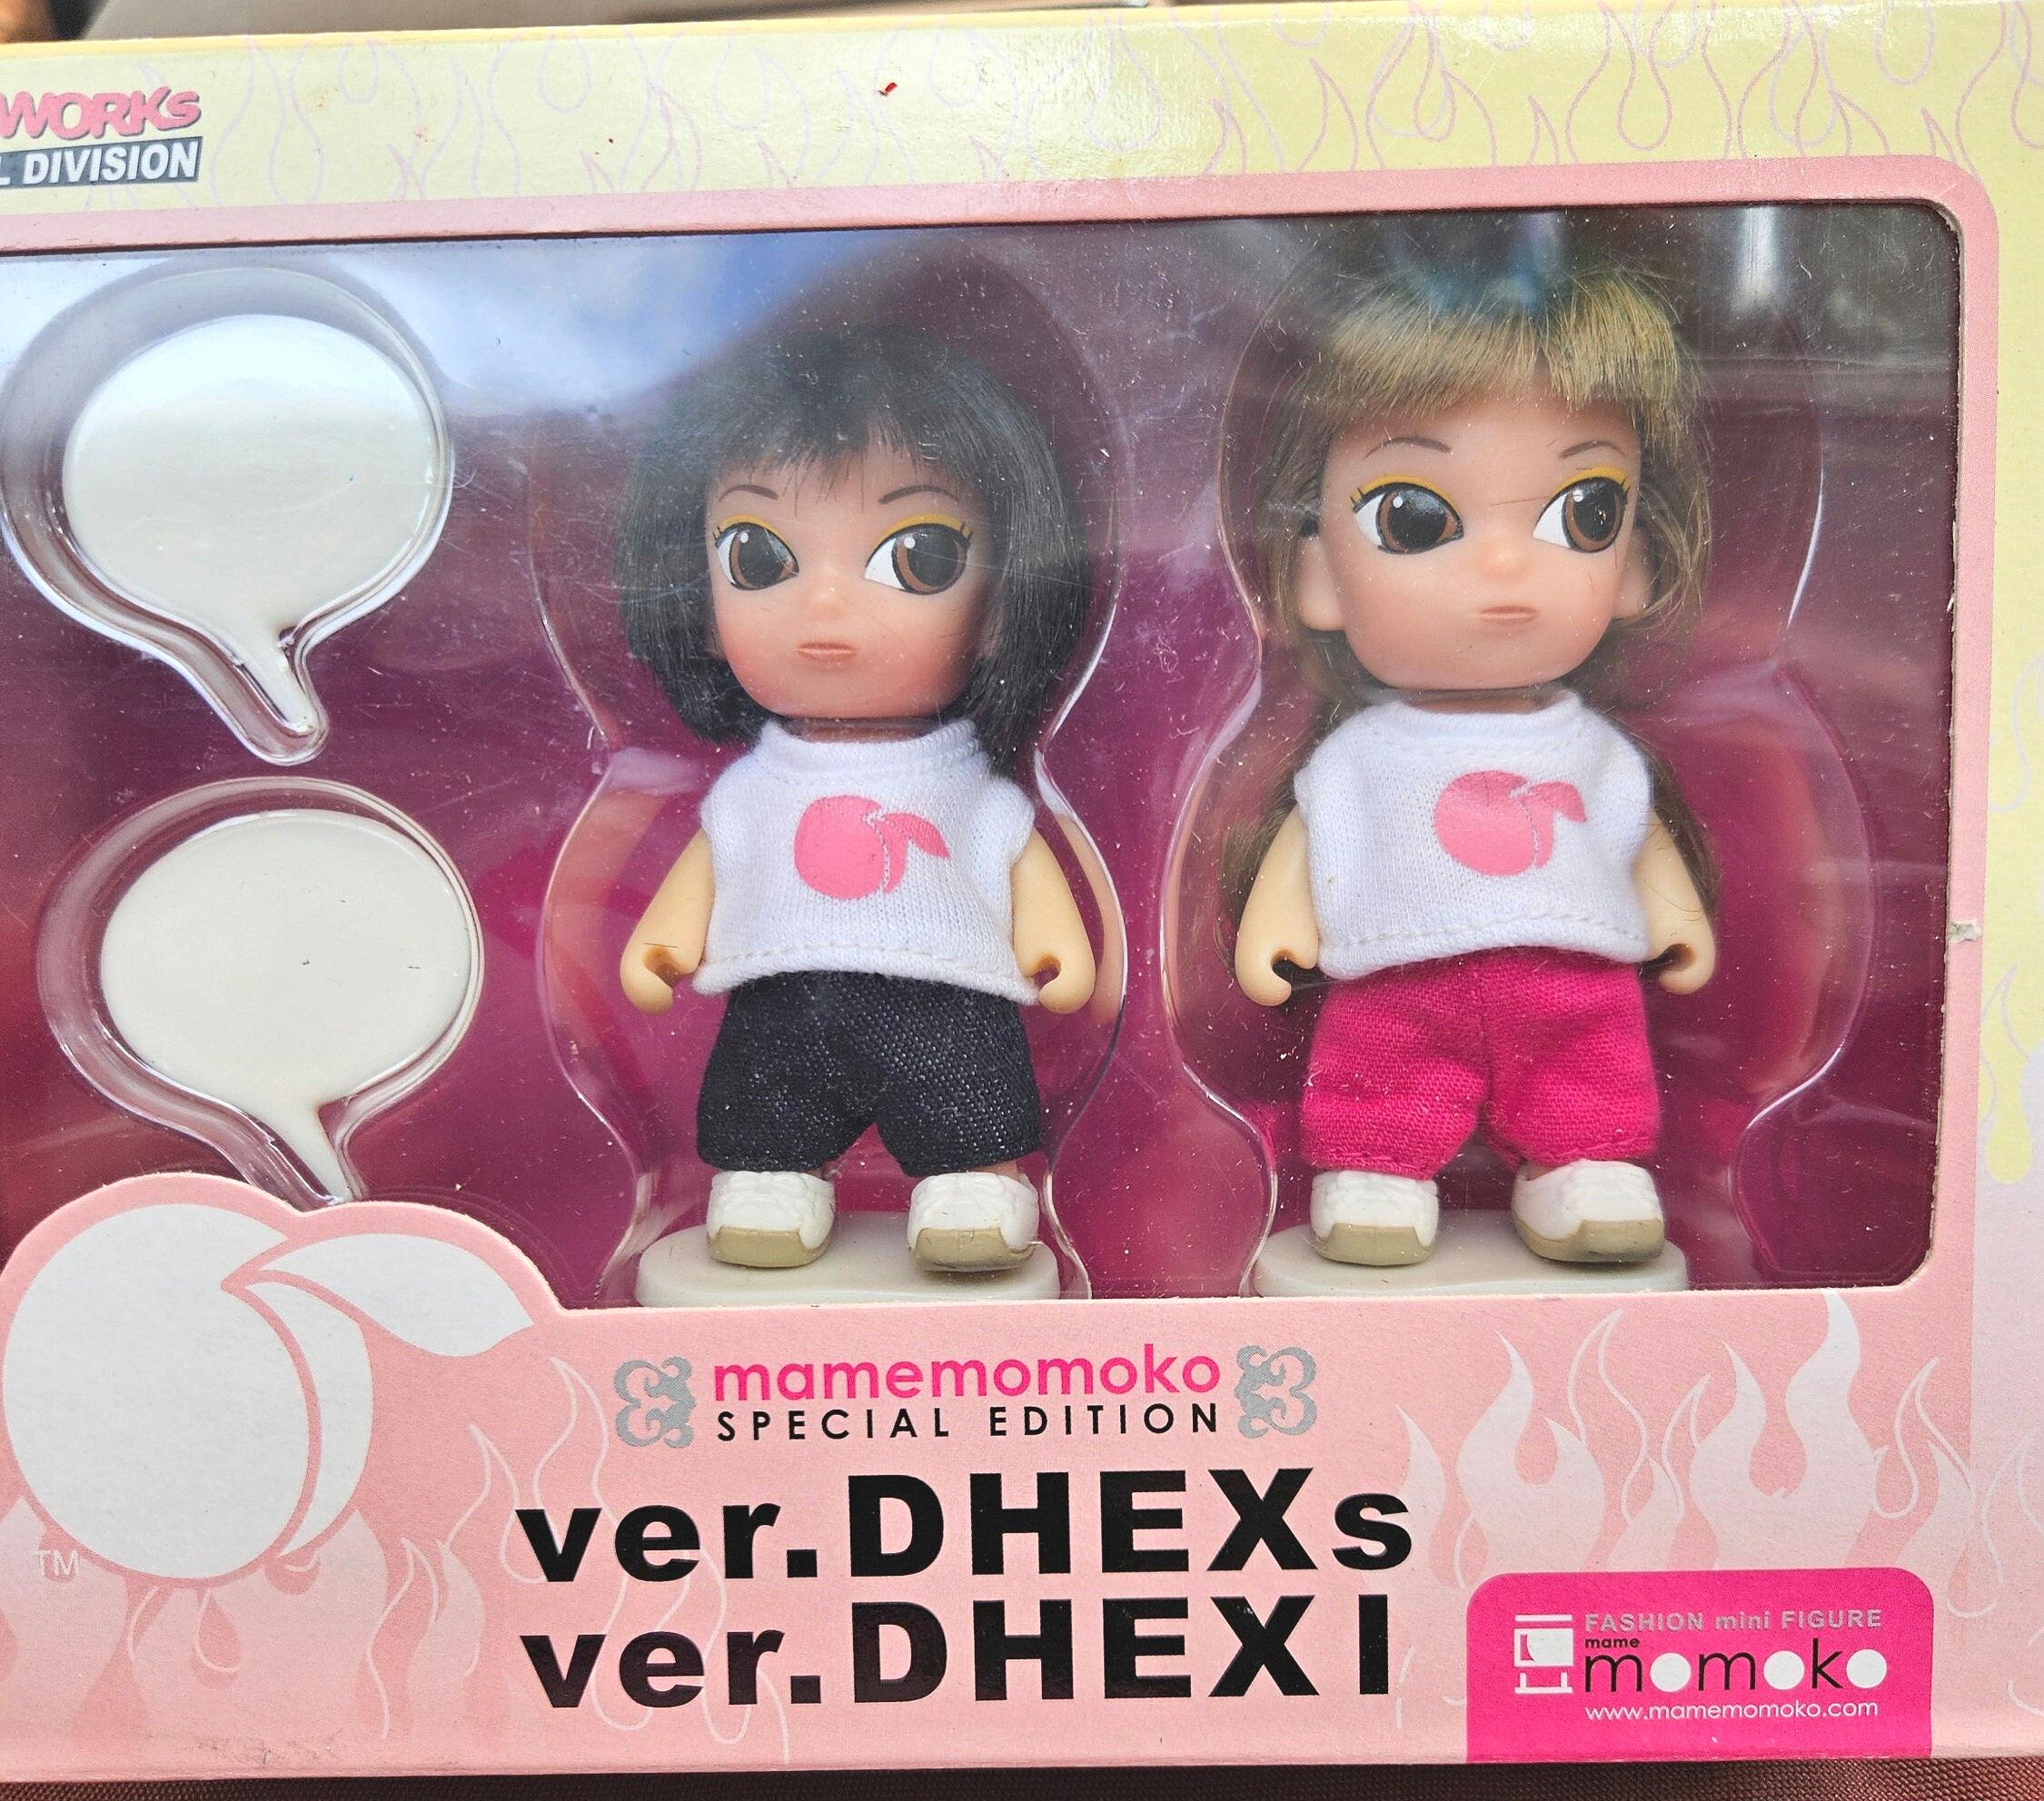 WORKs
L DIVISION
mamemomoko
SPECIAL EDITION
ver.DHEXs
ver.DHEXl
TM
FASHION mini FIGURE
mame
momoko
www.mamemomoko.com